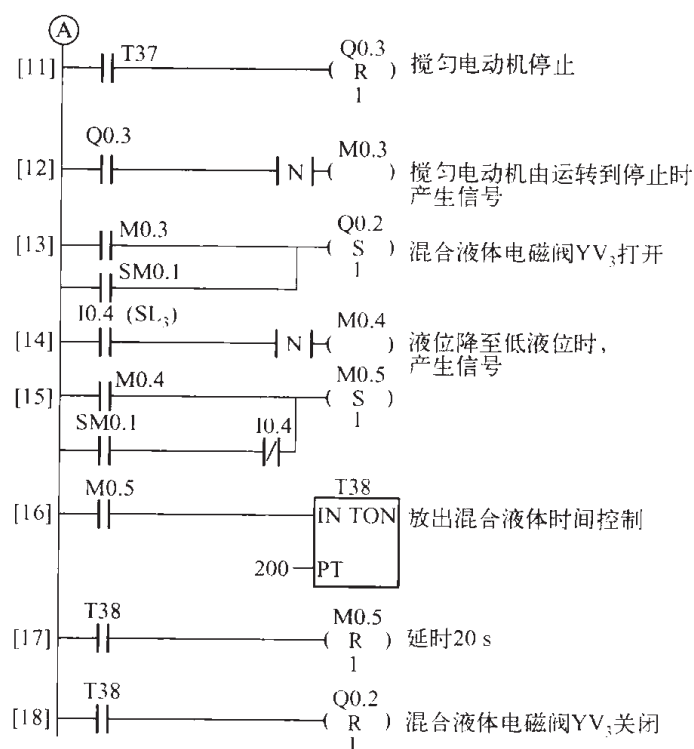 A
[11] T37 Q0.3 ( R ) 1 搅匀电动机停止
[12] Q0.3 N M0.3 ( ) 搅匀电动机由运转到停止时
产生信号
[13] M0.3 Q0.2 ( S ) 1 混合液体电磁阀YV₃打开
SM0.1
[14] I0.4 (SL₃) N M0.4 ( ) 液位降至低液位时,
产生信号
[15] M0.4 M0.5 ( S ) 1
SM0.1 I0.4
[16] M0.5 T38 IN TON 放出混合液体时间控制
200 PT
[17] T38 M0.5 ( R ) 1 延时20 s
[18] T38 Q0.2 ( R ) 1 混合液体电磁阀YV₃关闭